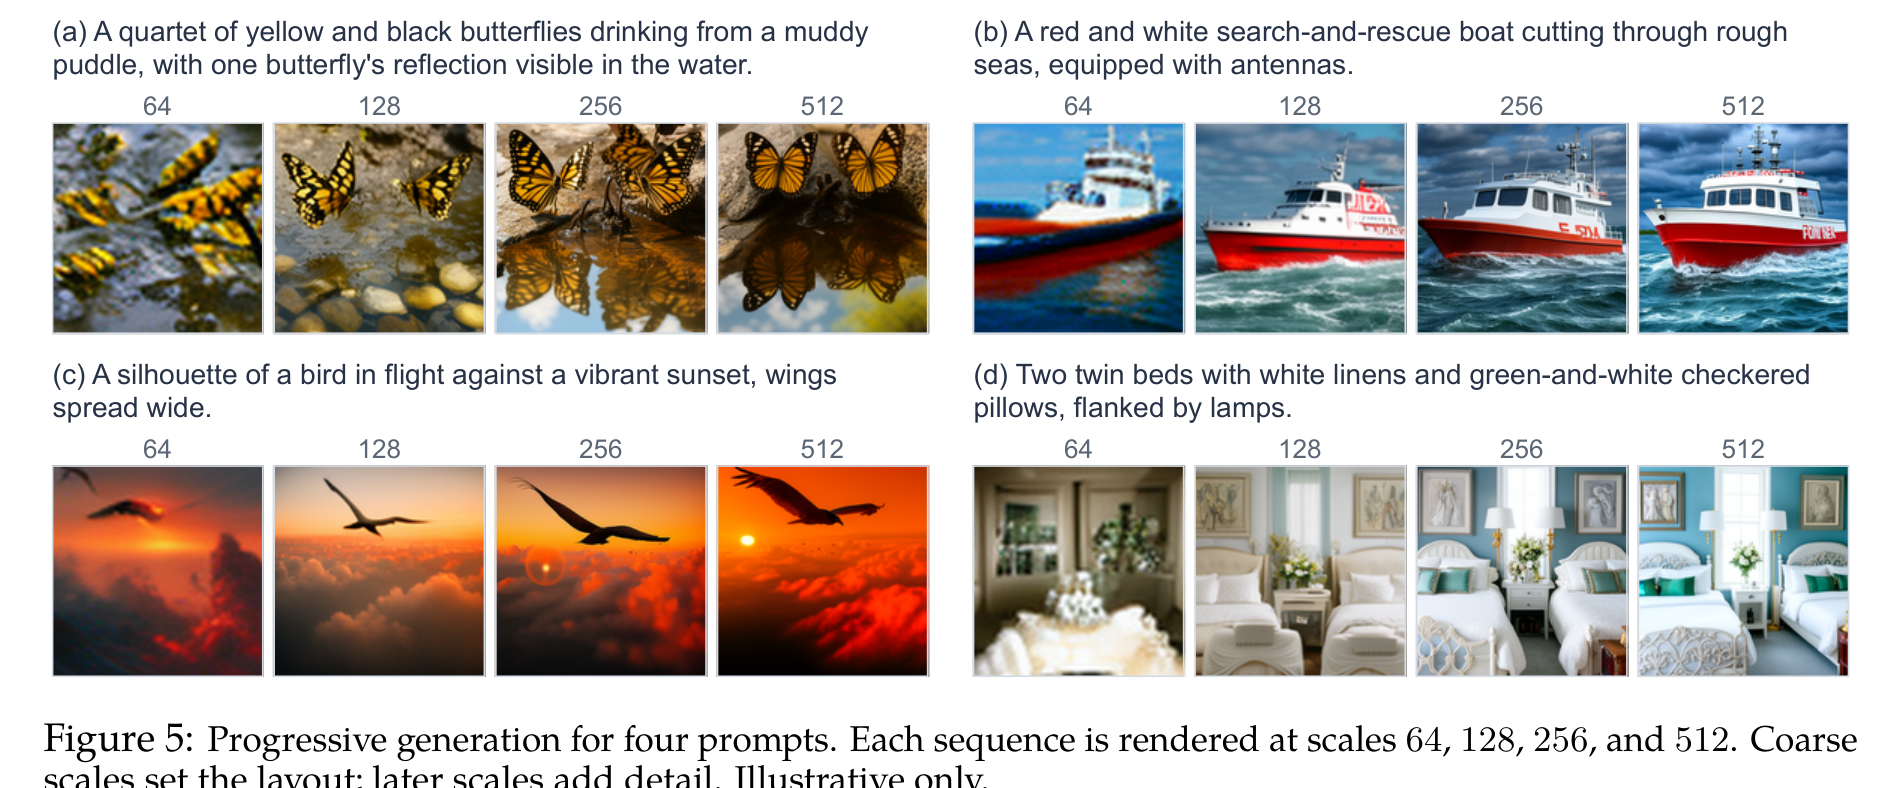 (a) A quartet of yellow and black butterflies drinking from a muddy
puddle, with one butterfly's reflection visible in the water.
64 128 256 512
(b) A red and white search-and-rescue boat cutting through rough
seas, equipped with antennas.
64 128 256 512
(c) A silhouette of a bird in flight against a vibrant sunset, wings
spread wide.
64 128 256 512
(d) Two twin beds with white linens and green-and-white checkered
pillows, flanked by lamps.
64 128 256 512
Figure 5: Progressive generation for four prompts. Each sequence is rendered at scales 64, 128, 256, and 512. Coarse
scales set the layout; later scales add detail. Illustrative only.